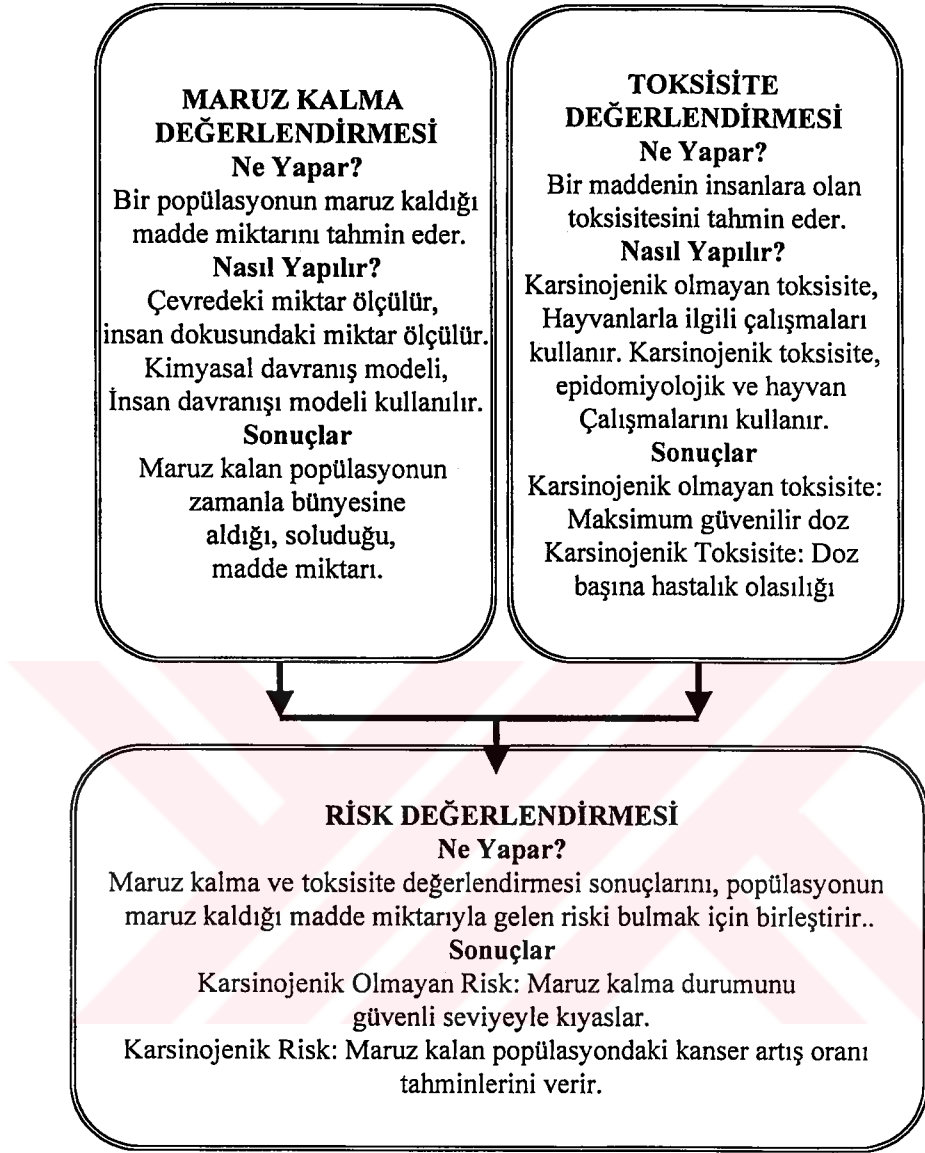 MARUZ KALMA
DEĞERLENDİRMESİ
Ne Yapar?
Bir popülasyonun maruz kaldığı
madde miktarını tahmin eder.
Nasıl Yapılır?
Çevredeki miktar ölçülür,
insan dokusundaki miktar ölçülür.
Kimyasal davranış modeli,
İnsan davranışı modeli kullanılır.
Sonuçlar
Maruz kalan popülasyonun
zamanla bünyesine
aldığı, soluduğu,
madde miktarı.
TOKSİSİTE
DEĞERLENDİRMESİ
Ne Yapar?
Bir maddenin insanlara olan
toksisitesini tahmin eder.
Nasıl Yapılır?
Karsinojenik olmayan toksisite,
Hayvanlarla ilgili çalışmaları
kullanır. Karsinojenik toksisite,
epidomiyolojik ve hayvan
Çalışmalarını kullanır.
Sonuçlar
Karsinojenik olmayan toksisite:
Maksimum güvenilir doz
Karsinojenik Toksisite: Doz
başına hastalık olasılığı
RİSK DEĞERLENDİRMESİ
Ne Yapar?
Maruz kalma ve toksisite değerlendirmesi sonuçlarını, popülasyonun
maruz kaldığı madde miktarıyla gelen riski bulmak için birleştirir..
Sonuçlar
Karsinojenik Olmayan Risk: Maruz kalma durumunu
güvenli seviyeyle kıyaslar.
Karsinojenik Risk: Maruz kalan popülasyondaki kanser artış oranı
tahminlerini verir.